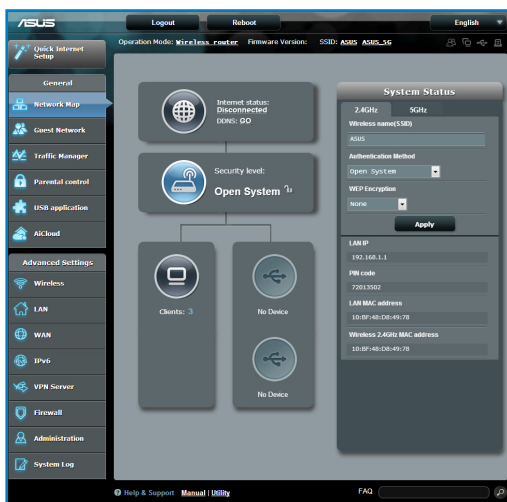 ASUS
Logout
Reboot
English
Quick Internet Setup
Operation Mode: Wireless router Firmware Version: SSID: ASUS ASUS_5G
General
Network Map
Guest Network
Traffic Manager
Parental control
USB application
AiCloud
Advanced Settings
Wireless
LAN
WAN
IPv6
VPN Server
Firewall
Administration
System Log
Internet status:
Disconnected
DDNS: GO
Security level:
Open System
Clients: 3
No Device
No Device
System Status
2.4GHz
5GHz
Wireless name(SSID)
ASUS
Authentication Method
Open System
WEP Encryption
None
Apply
LAN IP
192.168.1.1
PIN code
72013502
LAN MAC address
10:BF:48:D8:49:78
Wireless 2.4GHz MAC address
10:BF:48:D8:49:78
Help & Support Manual | Utility
FAQ